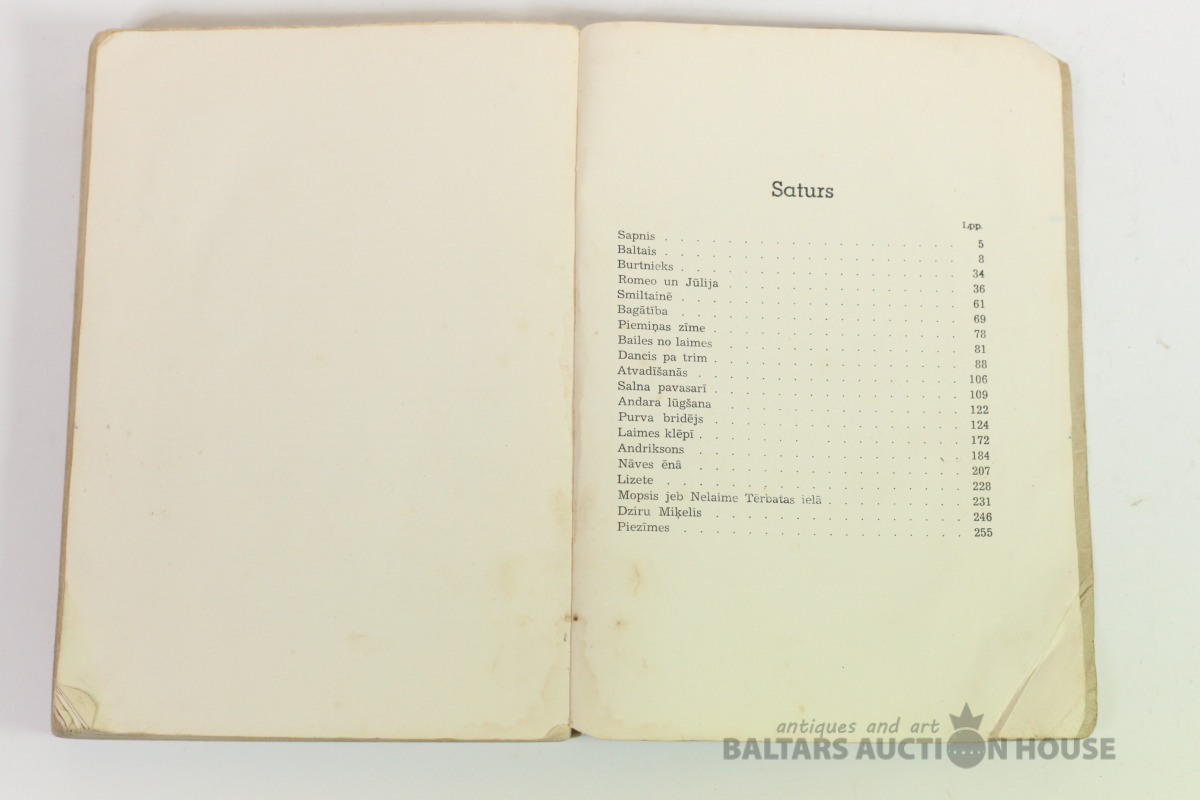 Saturs
Lpp.
Sapnis . . . . . . . . . . . . . . . . . . 5
Baltais . . . . . . . . . . . . . . . . . . 8
Burtnieks . . . . . . . . . . . . . . . . . 34
Romeo un Jūlija . . . . . . . . . . . . . . 36
Smiltainē . . . . . . . . . . . . . . . . . 61
Bagātība . . . . . . . . . . . . . . . . . 69
Piemiņas zīme . . . . . . . . . . . . . . . 78
Bailes no laimes . . . . . . . . . . . . . . 81
Dancis pa trim . . . . . . . . . . . . . . . 88
Atvadīšanās . . . . . . . . . . . . . . . . 106
Salna pavasarī . . . . . . . . . . . . . . . 109
Andara lūgšana . . . . . . . . . . . . . . 122
Purva bridējs . . . . . . . . . . . . . . . 124
Laimes klēpī . . . . . . . . . . . . . . . . 172
Andriksons . . . . . . . . . . . . . . . . 184
Nāves ēnā . . . . . . . . . . . . . . . . 207
Lizete . . . . . . . . . . . . . . . . . . 228
Mopsis jeb Nelaime Tērbatas ielā . . . . . . . . 231
Dzīru Miķelis . . . . . . . . . . . . . . . 246
Piezīmes . . . . . . . . . . . . . . . . . 255
antiques and art
BALTARS AUCTION HOUSE